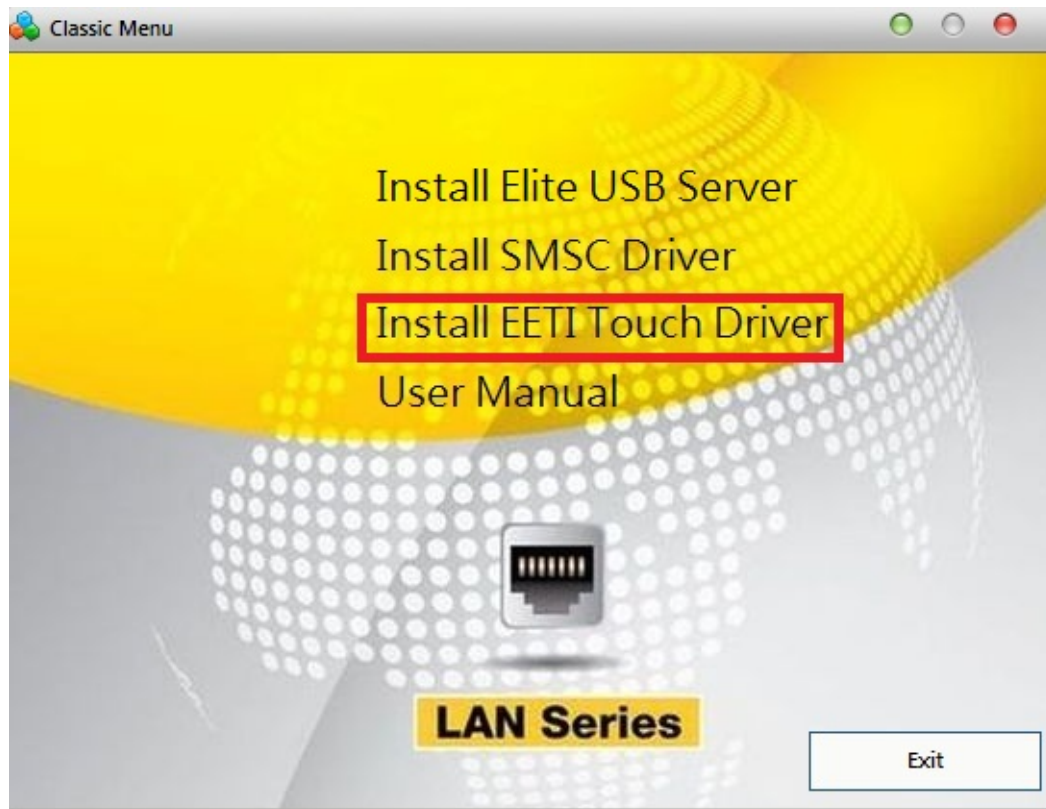 Classic Menu
Install Elite USB Server
Install SMSC Driver
Install EETI Touch Driver
User Manual
LAN Series
Exit